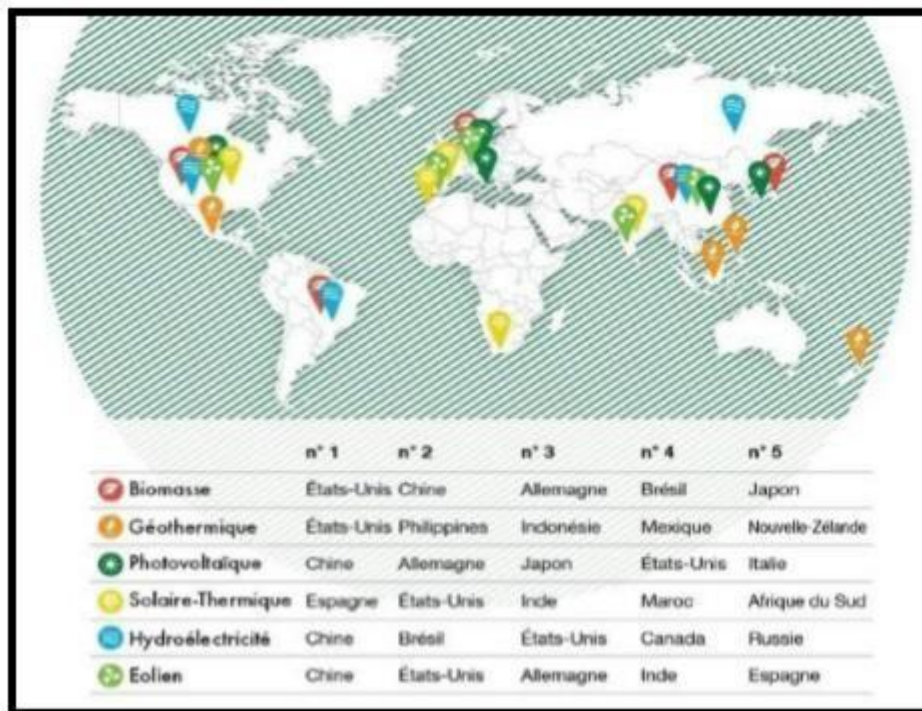 n° 1 n° 2 n° 3 n° 4 n° 5
Biomasse États-Unis Chine Allemagne Brésil Japon
Géothermique États-Unis Philippines Indonésie Mexique Nouvelle-Zélande
Photovoltaïque Chine Allemagne Japon États-Unis Italie
Solaire-Thermique Espagne États-Unis Inde Maroc Afrique du Sud
Hydroélectricité Chine Brésil États-Unis Canada Russie
Eolien Chine États-Unis Allemagne Inde Espagne